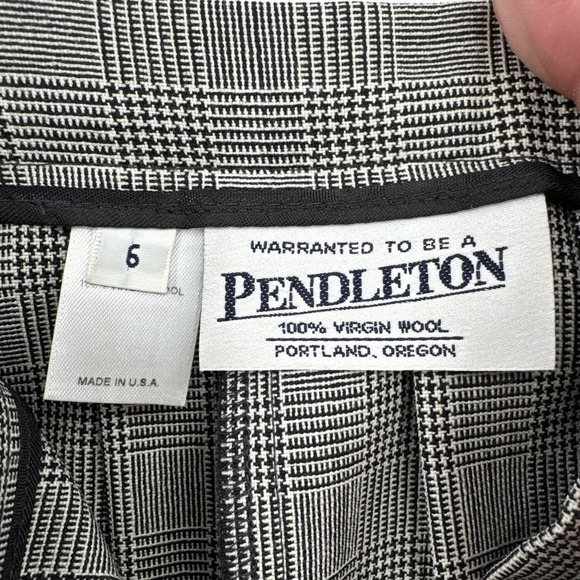 6
MADE IN U.S.A.
WARRANTED TO BE A
PENDLETON
100% VIRGIN WOOL
PORTLAND, OREGON